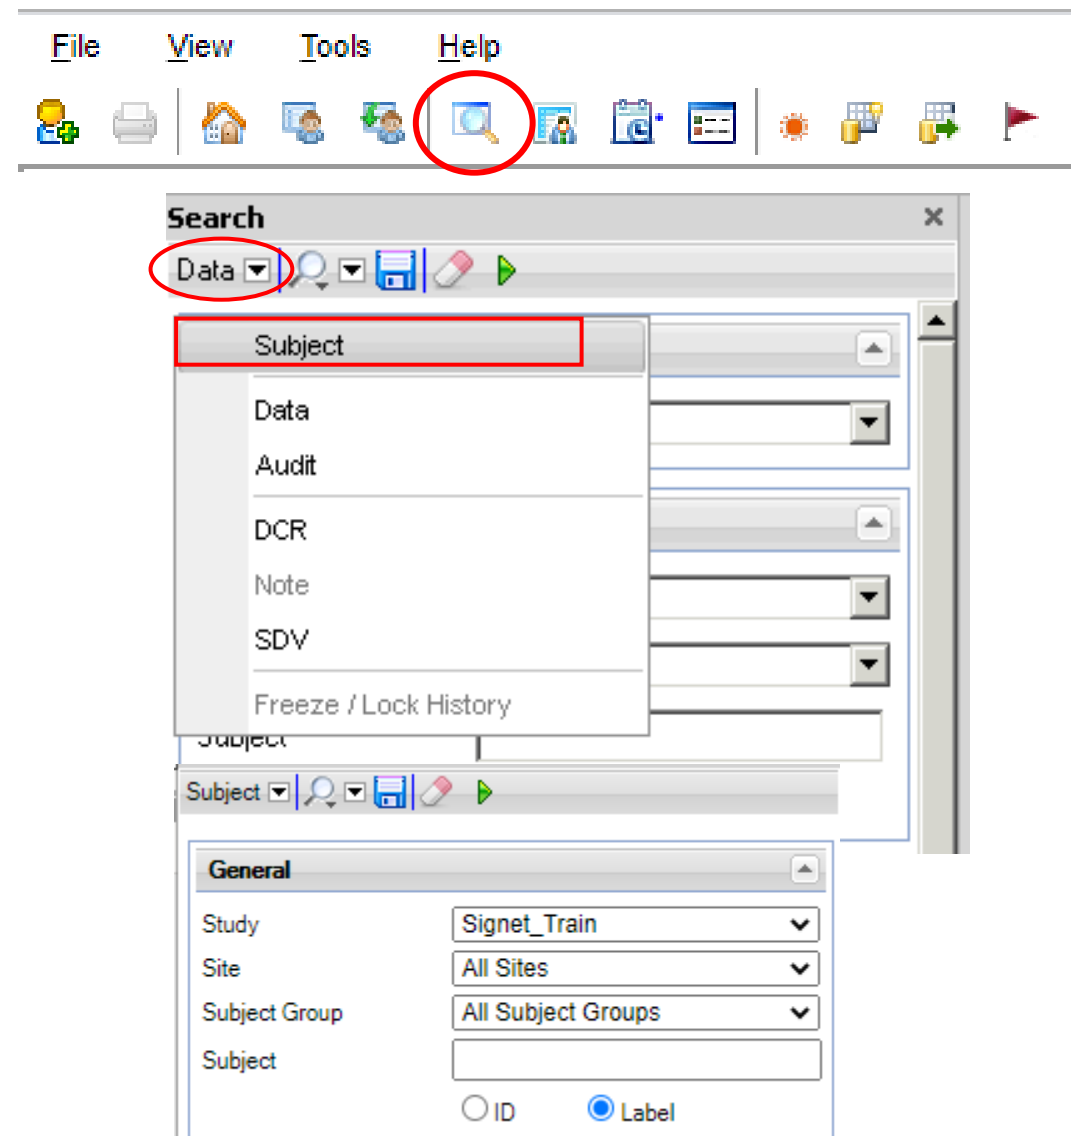 File View Tools Help
Search
Data
Subject
Data
Audit
DCR
Note
SDV
Freeze / Lock History
Subject
Subject
General
Study Signet_Train
Site All Sites
Subject Group All Subject Groups
Subject
ID Label